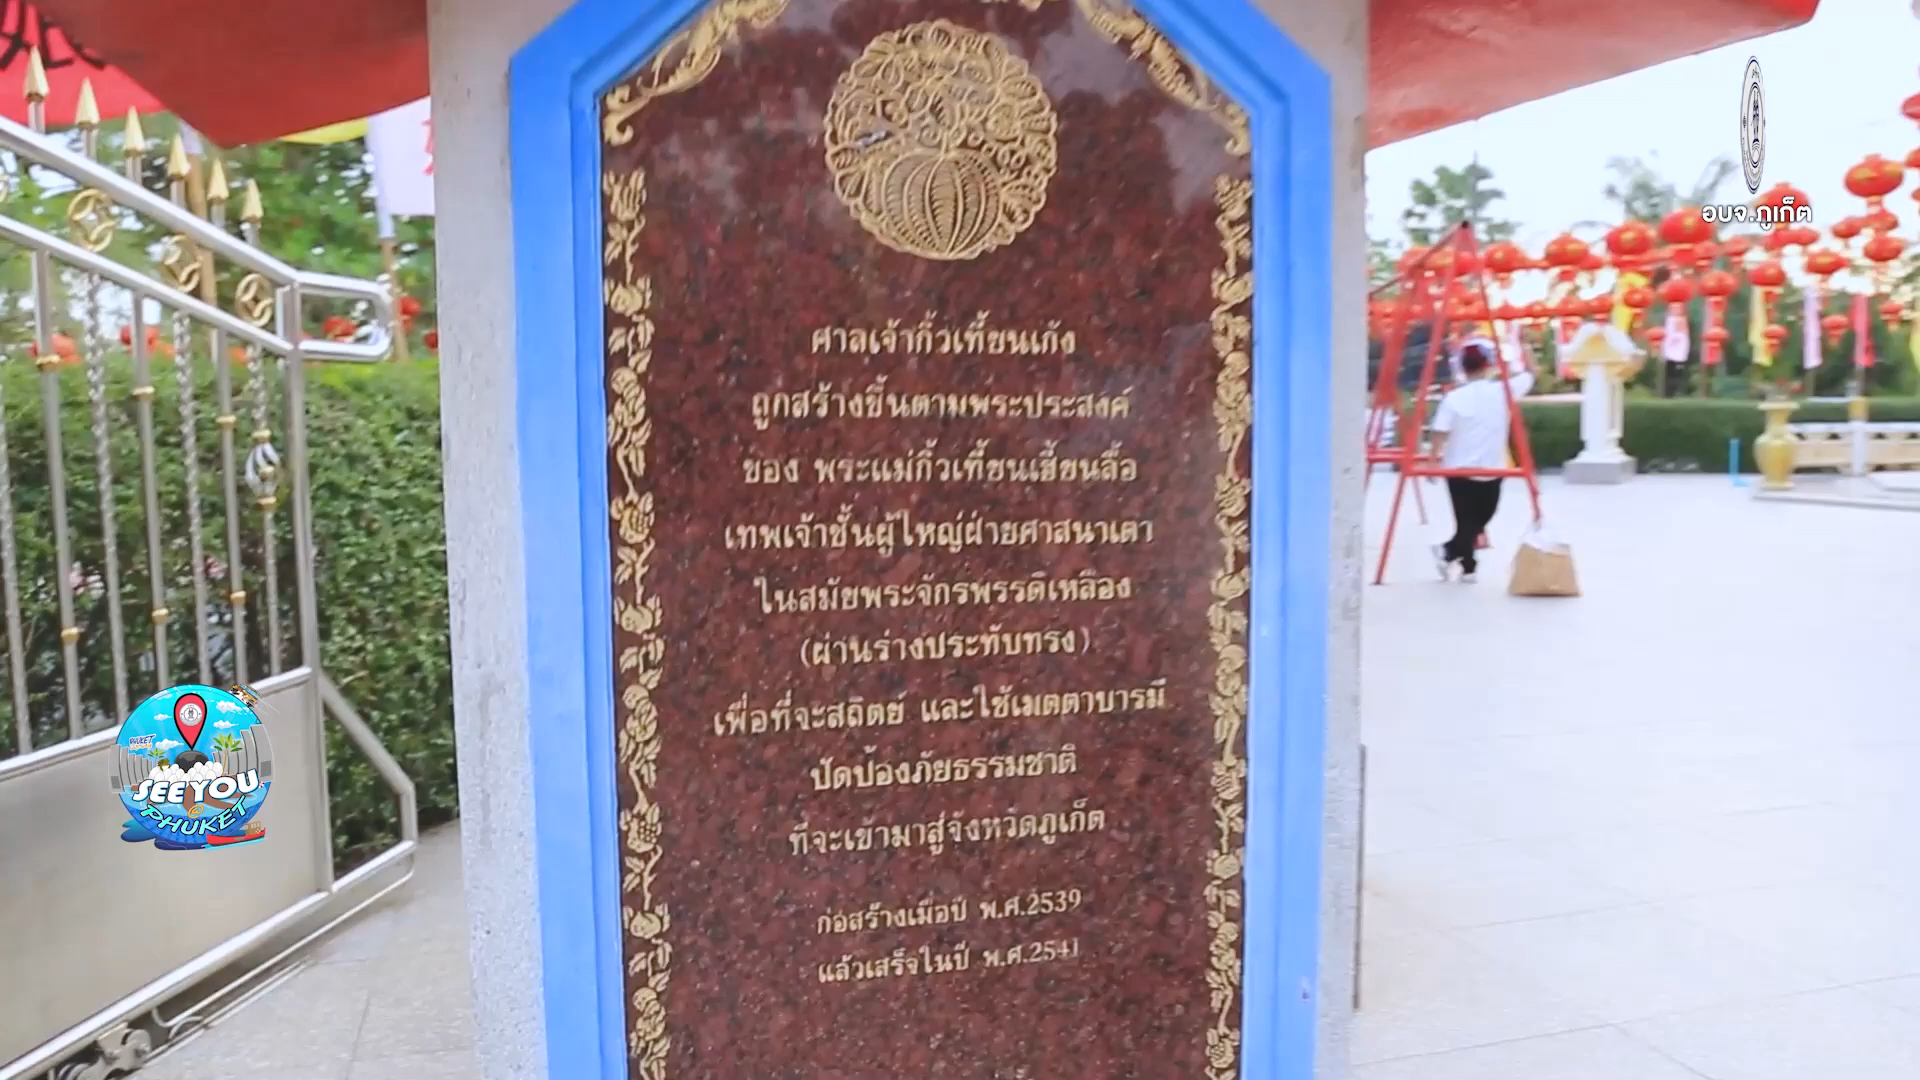 ศาลเจ้ากิ้วเที้ยนเก้ง
ถูกสร้างขึ้นตามพระประสงค์
ของ พระแม่กิ้วเที้ยนเฮี้ยนลื้อ
เทพเจ้าชั้นผู้ใหญ่ฝ่ายศาสนาเตา
ในสมัยพระจักรพรรดิเหลือง
(ผ่านร่างประทับทรง)
เพื่อที่จะสถิตย์ และใช้เมตตาบารมี
ปัดป้องภัยธรรมชาติ
ที่จะเข้ามาสู่จังหวัดภูเก็ต
ก่อสร้างเมื่อปี พ.ศ.2539
แล้วเสร็จในปี พ.ศ.2541
อบจ.ภูเก็ต
SEE YOU
@
PHUKET